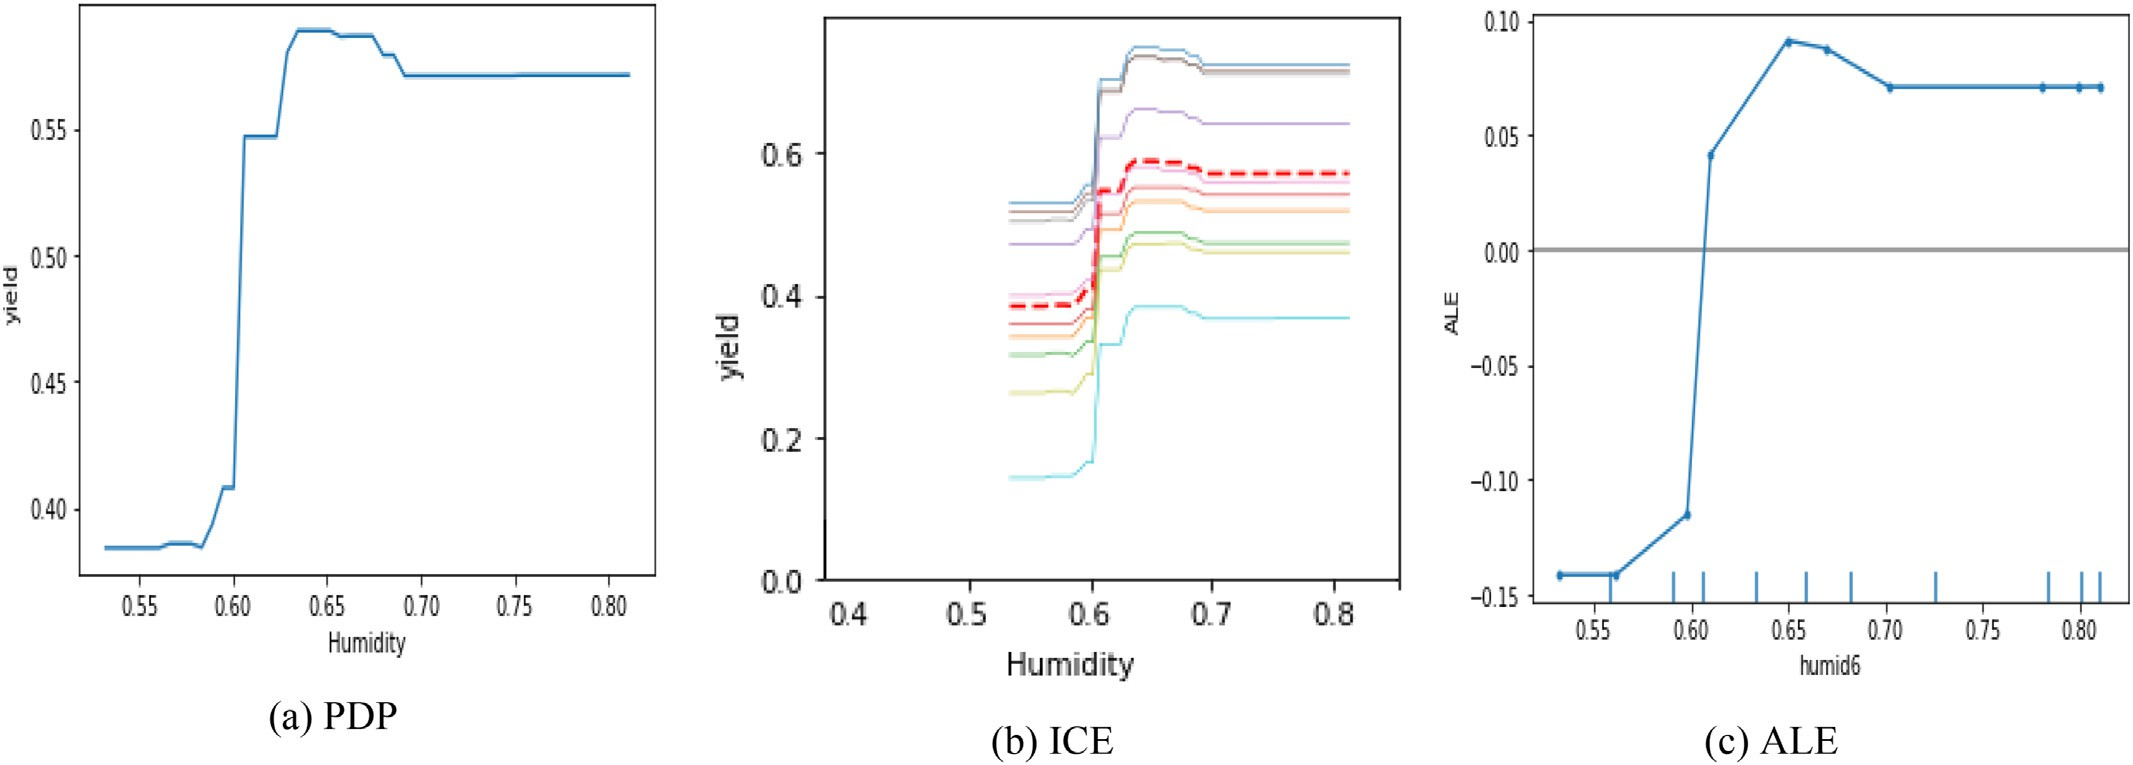 0.55
0.50
0.45
0.40
yield
0.55 0.60 0.65 0.70 0.75 0.80
Humidity
(a) PDP
0.6
0.4
0.2
0.0
yield
0.4 0.5 0.6 0.7 0.8
Humidity
(b) ICE
0.10
0.05
0.00
−0.05
−0.10
−0.15
ALE
0.55 0.60 0.65 0.70 0.75 0.80
humid6
(c) ALE